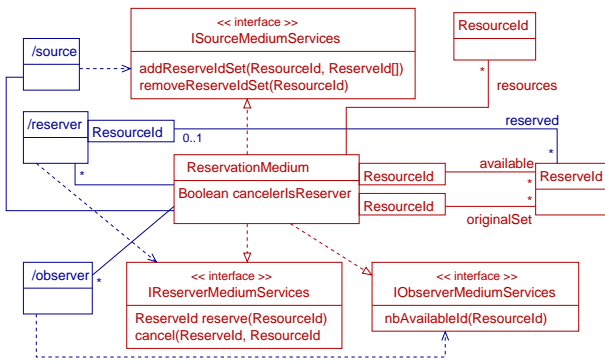 << interface >>
ISourceMediumServices
addReserveIdSet(ResourceId, ReserveId[])
removeReserveIdSet(ResourceId)
ResourceId
*
resources
/source
/reserver
ResourceId
0..1
reserved
*
*
ReservationMedium
Boolean cancelerIsReserver
ResourceId
available
*
ReserveId
ResourceId
*
originalSet
/observer
*
<< interface >>
IReserverMediumServices
ReserveId reserve(ResourceId)
cancel(ReserveId, ResourceId
<< interface >>
IObserverMediumServices
nbAvailableId(ResourceId)